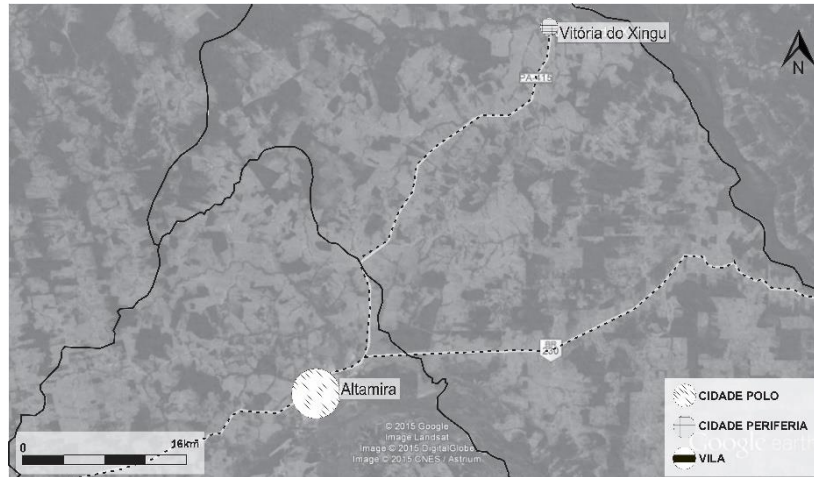 Vitória do Xingu
PA 415
N
230
Altamira
© 2015 Google
Image Landsat
Image © 2015 DigitalGlobe
Image © 2015 CNES / Astrium
CIDADE POLO
CIDADE PERIFERIA
Google earth
VILA
0 16km